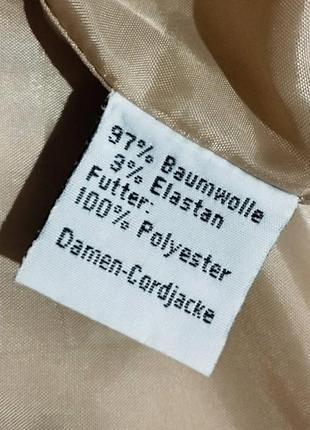 97% Baumwolle
3% Elastan
Futter:
100% Polyester
Damen-Cordjacke